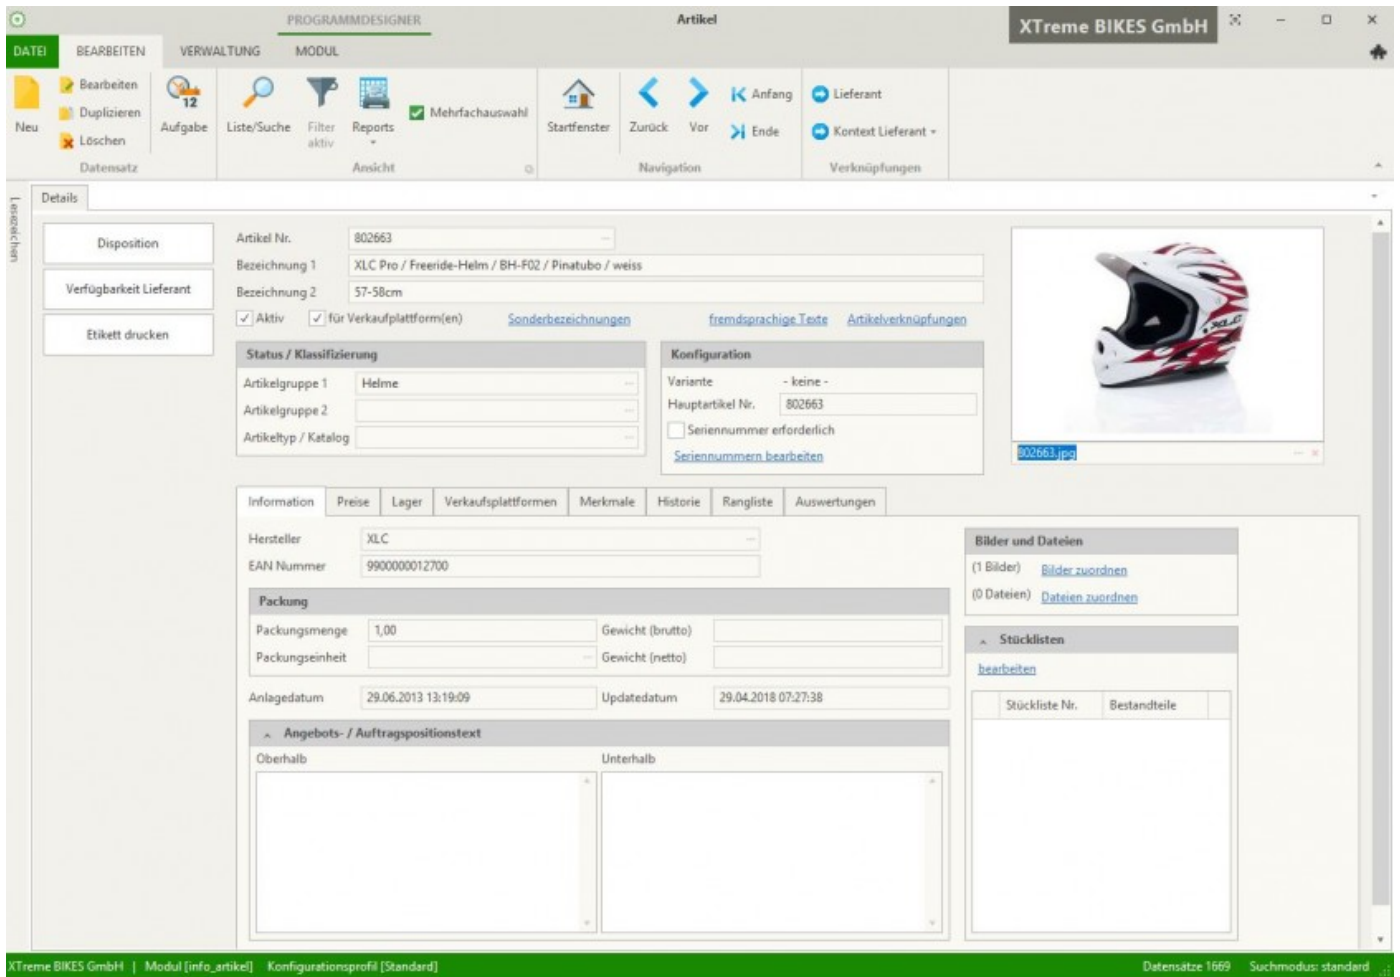 PROGRAMMDESIGNER Artikel XTreme BIKES GmbH
DATEI BEARBEITEN VERWALTUNG MODUL
Neu
Bearbeiten
Duplizieren
Löschen
Datensatz
12
Aufgabe
Liste/Suche
Filter aktiv
Reports
Mehrfachauswahl
Ansicht
Startfenster
Zurück
Vor
Anfang
Ende
Navigation
Lieferant
Kontext Lieferant
Verknüpfungen
Lesezeichen
Details
Disposition
Verfügbarkeit Lieferant
Etikett drucken
Artikel Nr. 802663
Bezeichnung 1 XLC Pro / Freeride-Helm / BH-F02 / Pinatubo / weiss
Bezeichnung 2 57-58cm
Aktiv für Verkaufplattform(en) Sonderbezeichnungen fremdsprachige Texte Artikelverknüpfungen
Status / Klassifizierung
Artikelgruppe 1 Helme
Artikelgruppe 2
Artikeltyp / Katalog
Konfiguration
Variante - keine -
Hauptartikel Nr. 802663
Seriennummer erforderlich
Seriennummern bearbeiten
XLC
802663.jpg
Information Preise Lager Verkaufsplattformen Merkmale Historie Rangliste Auswertungen
Hersteller XLC
EAN Nummer 9900000012700
Packung
Packungsmenge 1,00 Gewicht (brutto)
Packungseinheit Gewicht (netto)
Anlagedatum 29.06.2013 13:19:09 Updatedatum 29.04.2018 07:27:38
Angebots- / Auftragspositionstext
Oberhalb Unterhalb
Bilder und Dateien
(1 Bilder) Bilder zuordnen
(0 Dateien) Dateien zuordnen
Stücklisten
bearbeiten
Stückliste Nr. Bestandteile
XTreme BIKES GmbH | Modul [info_artikel] Konfigurationsprofil [Standard] Datensätze 1669 Suchmodus: standard